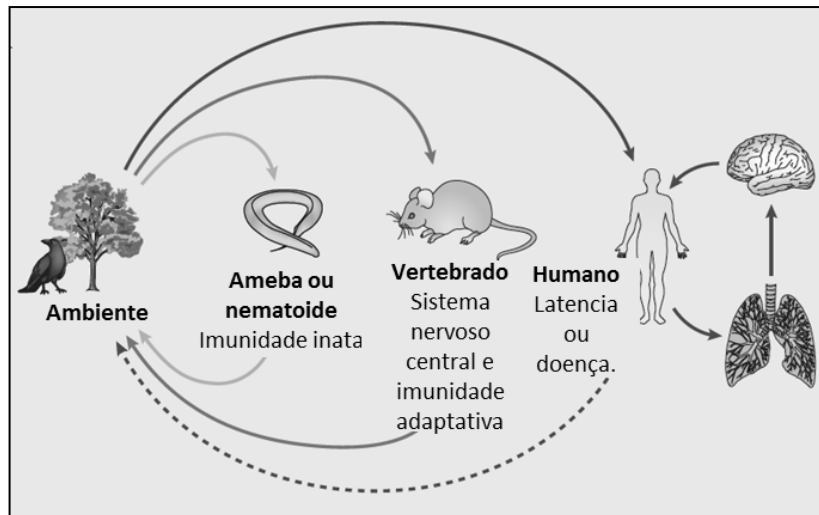 Ambiente
Ameba ou
nematoide
Imunidade inata
Vertebrado
Sistema
nervoso
central e
imunidade
adaptativa
Humano
Latencia
ou
doença.